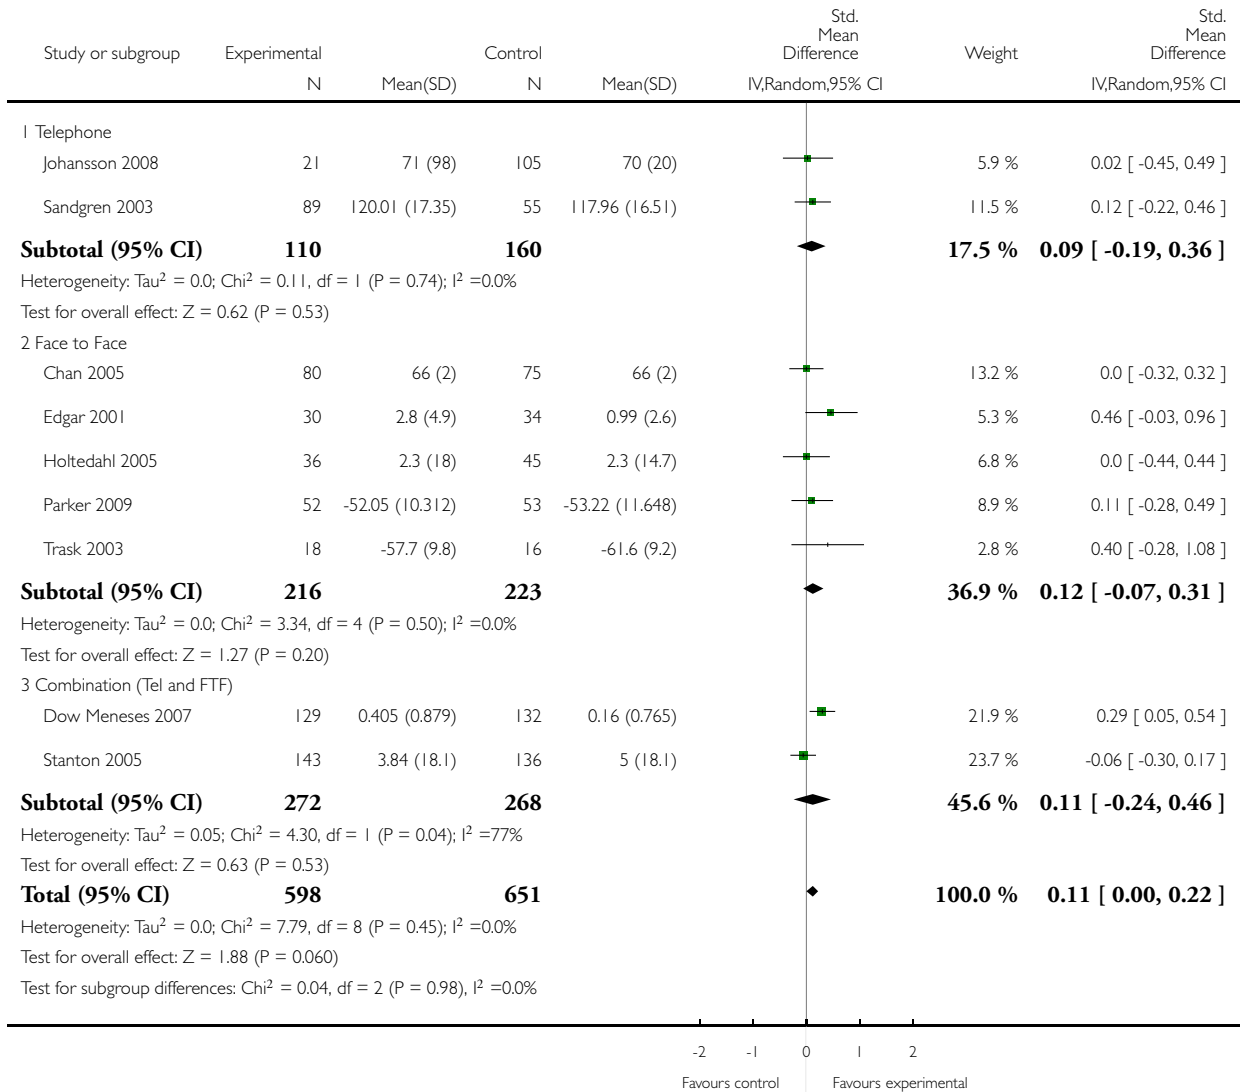 Std. Mean Difference Std. Mean Difference
Study or subgroup Experimental Control Weight
N Mean(SD) N Mean(SD) IV,Random,95% CI IV,Random,95% CI
1 Telephone
Johansson 2008 21 71 (98) 105 70 (20) 5.9 % 0.02 [ -0.45, 0.49 ]
Sandgren 2003 89 120.01 (17.35) 55 117.96 (16.51) 11.5 % 0.12 [ -0.22, 0.46 ]
Subtotal (95% CI) 110 160 17.5 % 0.09 [ -0.19, 0.36 ]
Heterogeneity: Tau² = 0.0; Chi² = 0.11, df = 1 (P = 0.74); I² =0.0%
Test for overall effect: Z = 0.62 (P = 0.53)
2 Face to Face
Chan 2005 80 66 (2) 75 66 (2) 13.2 % 0.0 [ -0.32, 0.32 ]
Edgar 2001 30 2.8 (4.9) 34 0.99 (2.6) 5.3 % 0.46 [ -0.03, 0.96 ]
Holtedahl 2005 36 2.3 (18) 45 2.3 (14.7) 6.8 % 0.0 [ -0.44, 0.44 ]
Parker 2009 52 -52.05 (10.312) 53 -53.22 (11.648) 8.9 % 0.11 [ -0.28, 0.49 ]
Trask 2003 18 -57.7 (9.8) 16 -61.6 (9.2) 2.8 % 0.40 [ -0.28, 1.08 ]
Subtotal (95% CI) 216 223 36.9 % 0.12 [ -0.07, 0.31 ]
Heterogeneity: Tau² = 0.0; Chi² = 3.34, df = 4 (P = 0.50); I² =0.0%
Test for overall effect: Z = 1.27 (P = 0.20)
3 Combination (Tel and FTF)
Dow Meneses 2007 129 0.405 (0.879) 132 0.16 (0.765) 21.9 % 0.29 [ 0.05, 0.54 ]
Stanton 2005 143 3.84 (18.1) 136 5 (18.1) 23.7 % -0.06 [ -0.30, 0.17 ]
Subtotal (95% CI) 272 268 45.6 % 0.11 [ -0.24, 0.46 ]
Heterogeneity: Tau² = 0.05; Chi² = 4.30, df = 1 (P = 0.04); I² =77%
Test for overall effect: Z = 0.63 (P = 0.53)
Total (95% CI) 598 651 100.0 % 0.11 [ 0.00, 0.22 ]
Heterogeneity: Tau² = 0.0; Chi² = 7.79, df = 8 (P = 0.45); I² =0.0%
Test for overall effect: Z = 1.88 (P = 0.060)
Test for subgroup differences: Chi² = 0.04, df = 2 (P = 0.98), I² =0.0%
-2 -1 0 1 2
Favours control Favours experimental